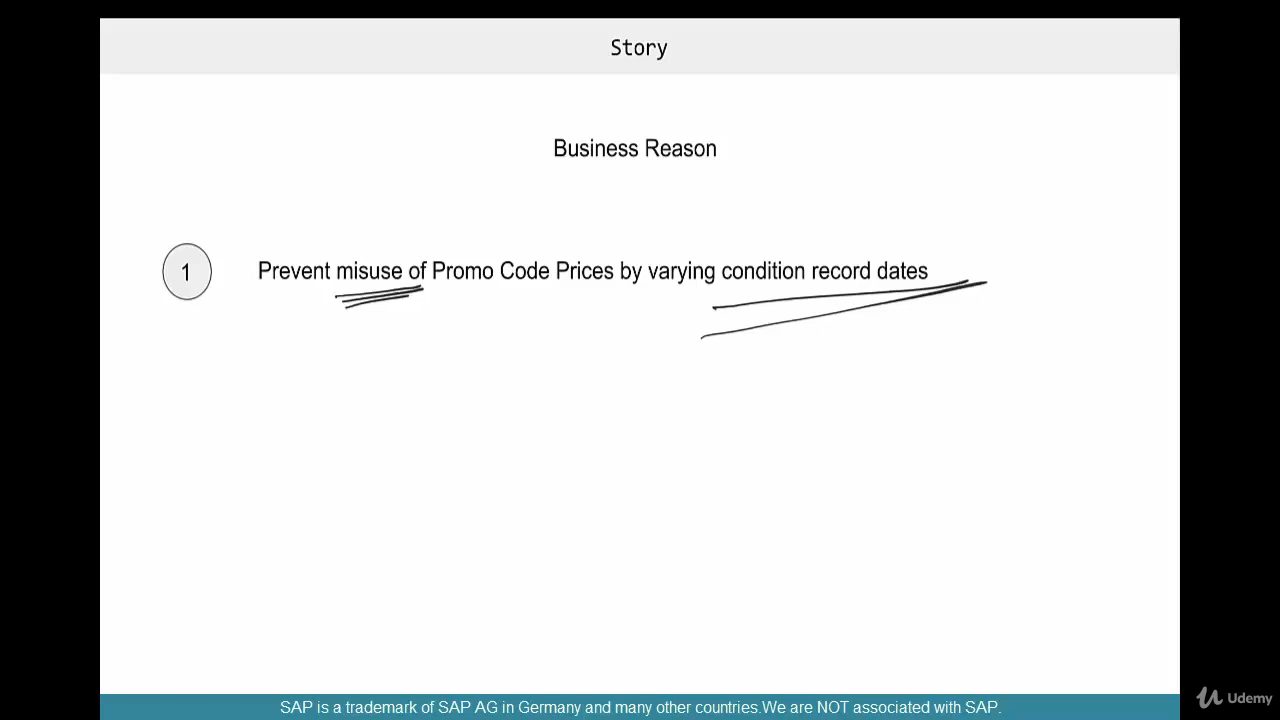 Story
Business Reason
1 Prevent misuse of Promo Code Prices by varying condition record dates
SAP is a trademark of SAP AG in Germany and many other countries.We are NOT associated with SAP.
Udemy